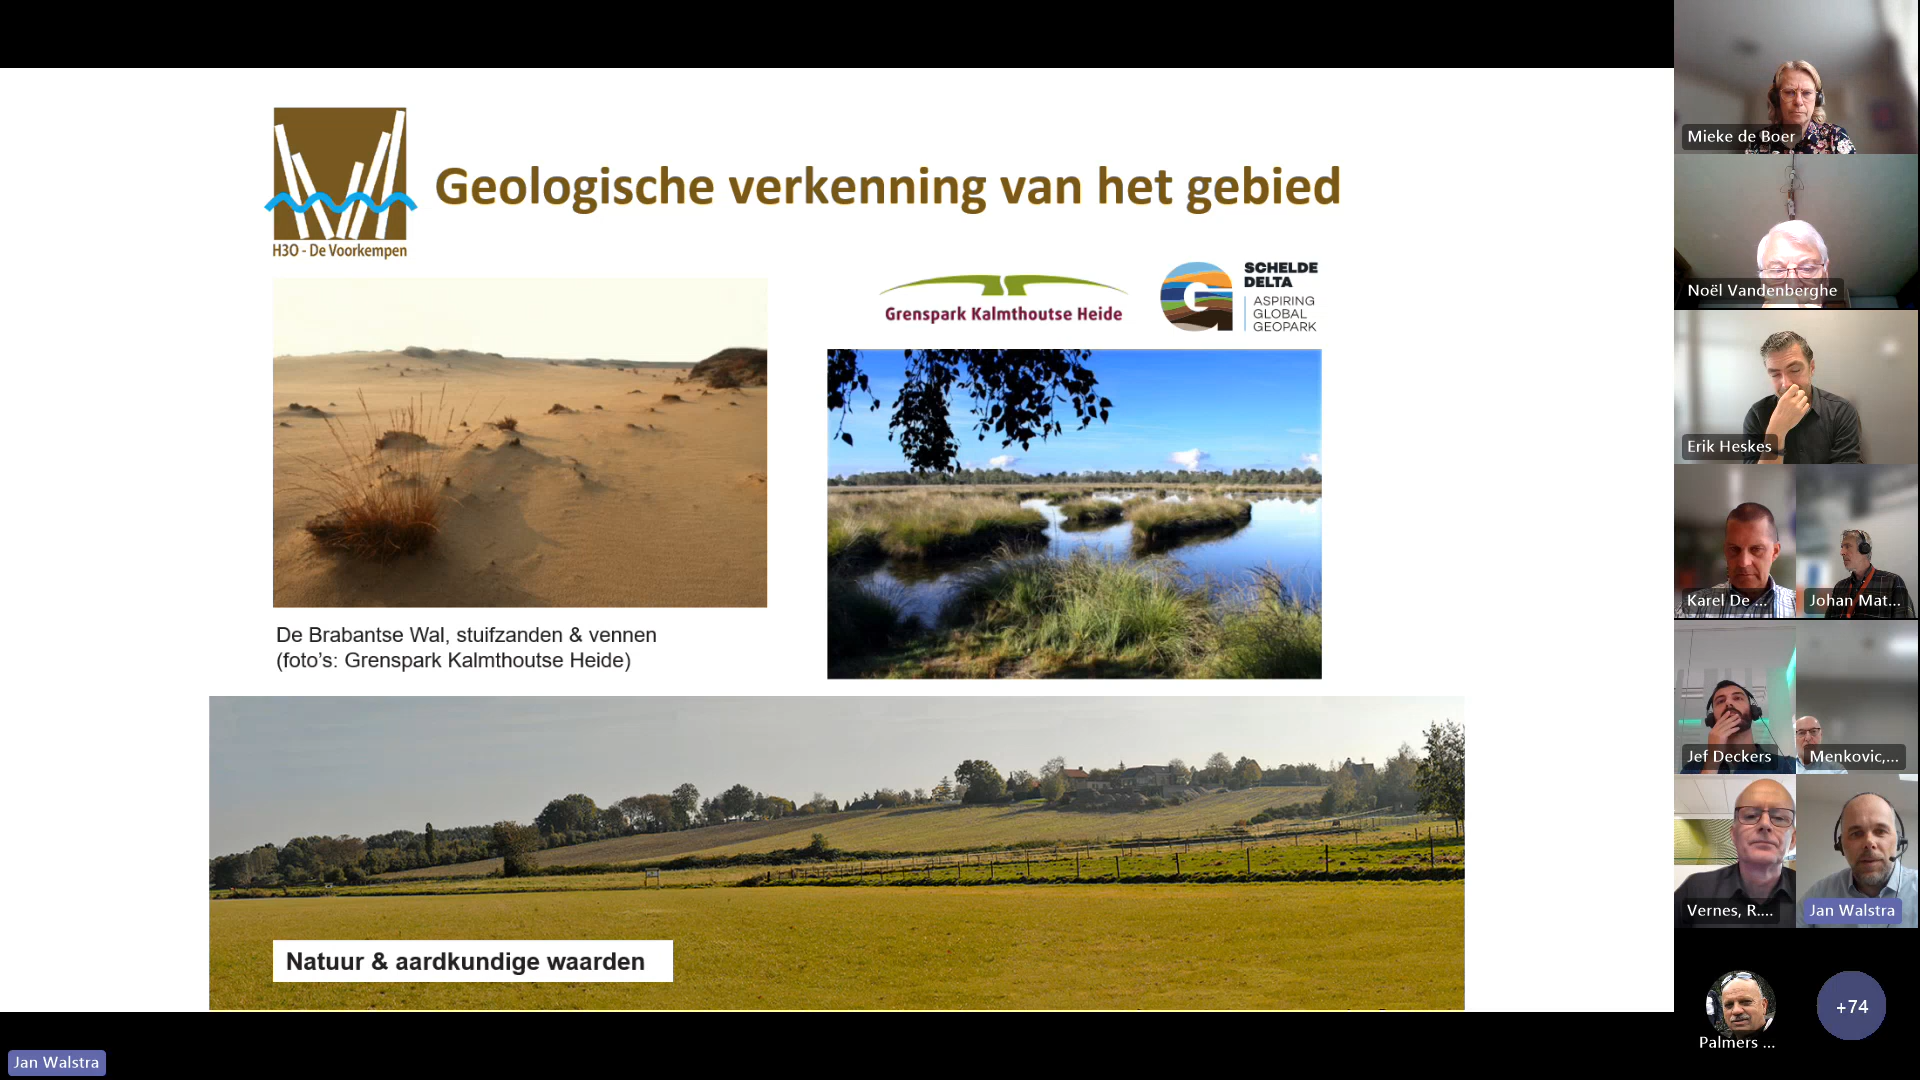 Geologische verkenning van het gebied
H3O - De Voorkempen
Grenspark Kalmthoutse Heide
SCHELDE
DELTA
ASPIRING
GLOBAL
GEOPARK
De Brabantse Wal, stuifzanden & vennen
(foto's: Grenspark Kalmthoutse Heide)
Natuur & aardkundige waarden
Mieke de Boer
Noël Vandenberghe
Erik Heskes
Karel De ...
Johan Mat...
Jef Deckers
Menkovic,...
Vernes, R....
Jan Walstra
Palmers ...
+74
Jan Walstra